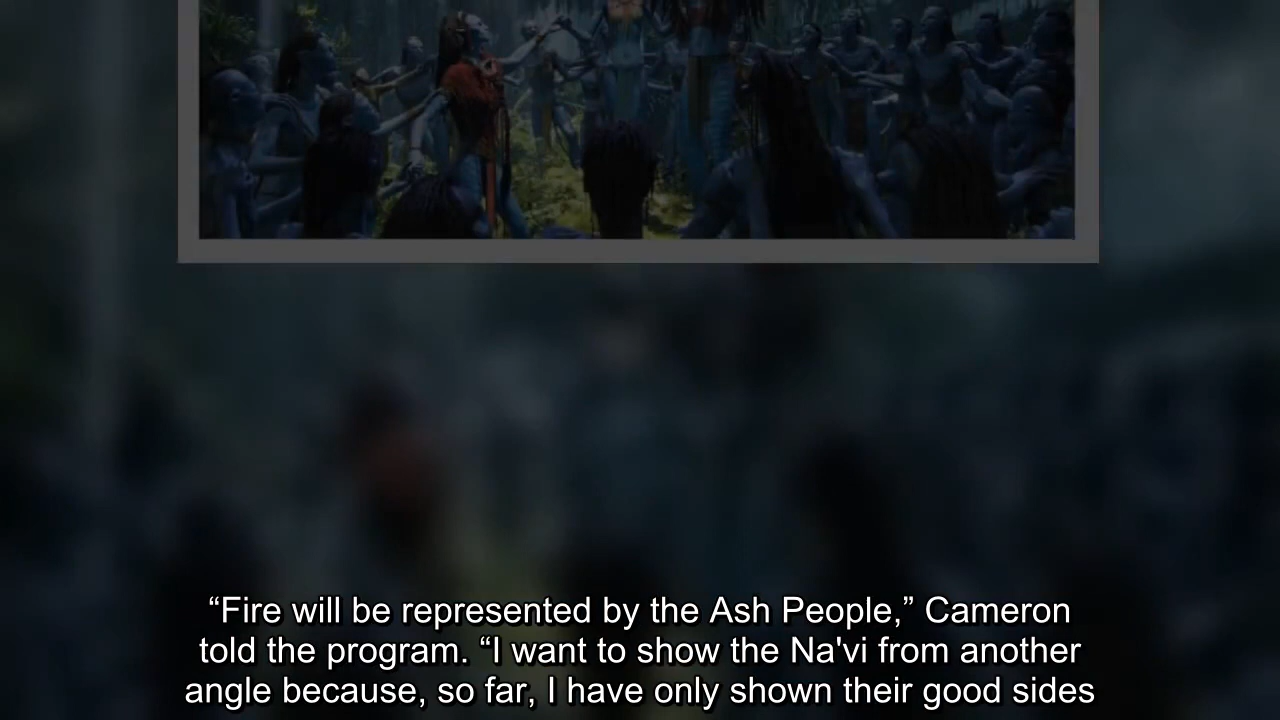 “Fire will be represented by the Ash People,” Cameron
told the program. “I want to show the Na'vi from another
angle because, so far, I have only shown their good sides